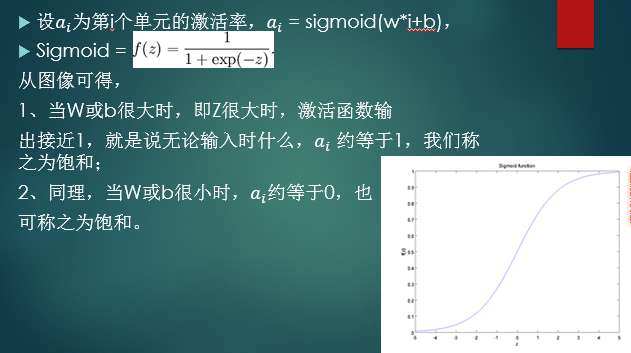 设aᵢ为第i个单元的激活率，aᵢ = sigmoid(w*i+b)，
Sigmoid = f(z) = 1 / (1 + exp(−z)) .
从图像可得，
1、当W或b很大时，即Z很大时，激活函数输
出接近1，就是说无论输入时什么，aᵢ 约等于1，我们称
之为饱和；
2、同理，当W或b很小时，aᵢ约等于0，也
可称之为饱和。
Sigmoid function
1
0.9
0.8
0.7
0.6
0.5
0.4
0.3
0.2
0.1
0
f(z)
-5 -4 -3 -2 -1 0 1 2 3 4 5
z